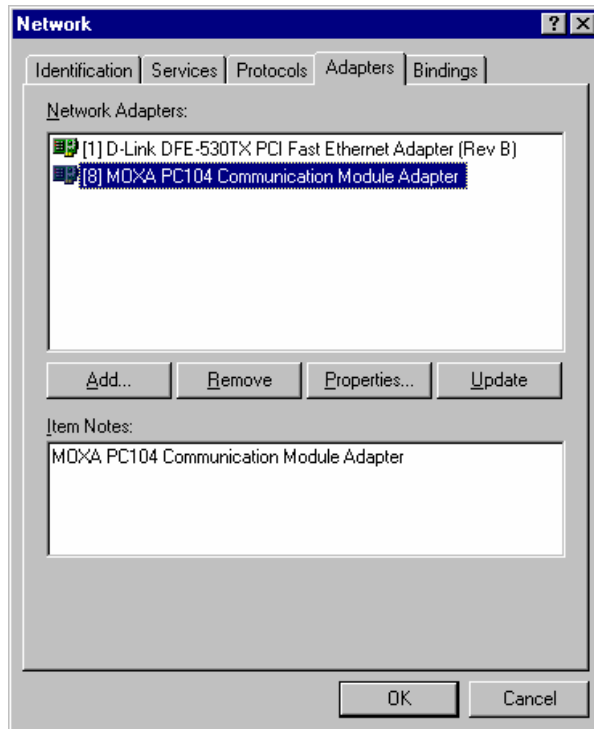 Network
Identification Services Protocols Adapters Bindings
Network Adapters:
[1] D-Link DFE-530TX PCI Fast Ethernet Adapter (Rev B)
[8] MOXA PC104 Communication Module Adapter
Add... Remove Properties... Update
Item Notes:
MOXA PC104 Communication Module Adapter
OK Cancel